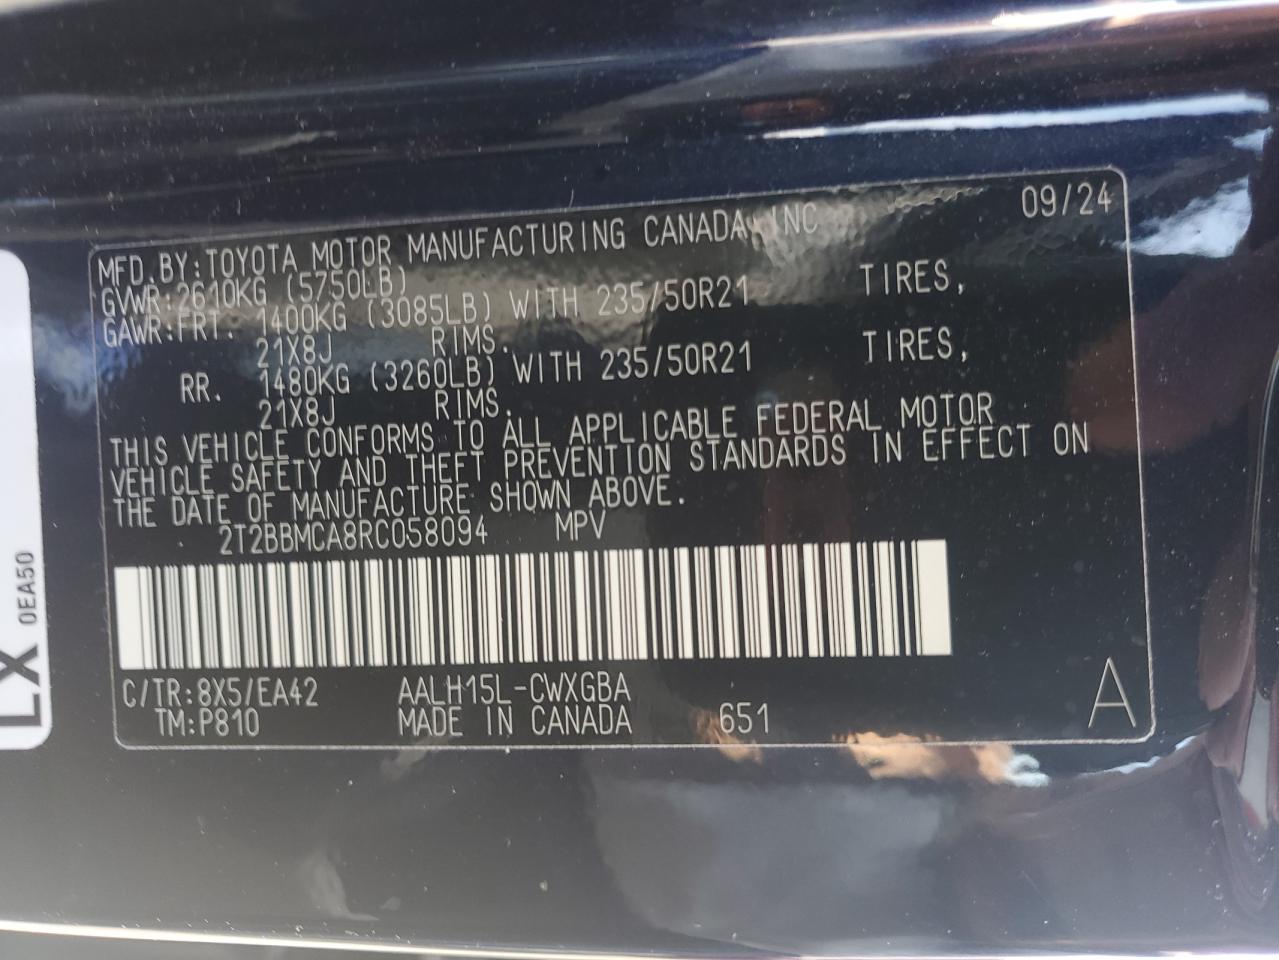 MFD.BY:TOYOTA MOTOR MANUFACTURING CANADA INC 09/24
GVWR:2610KG (5750LB)
GAWR:FRT. 1400KG (3085LB) WITH 235/50R21 TIRES,
21X8J RIMS.
RR. 1480KG (3260LB) WITH 235/50R21 TIRES,
21X8J RIMS.
THIS VEHICLE CONFORMS TO ALL APPLICABLE FEDERAL MOTOR
VEHICLE SAFETY AND THEFT PREVENTION STANDARDS IN EFFECT ON
THE DATE OF MANUFACTURE SHOWN ABOVE.
2T2BBMCA8RC058094 MPV
C/TR:8X5/EA42 AALH15L-CWXGBA
TM:P810 MADE IN CANADA 651 A
LX 0EA50